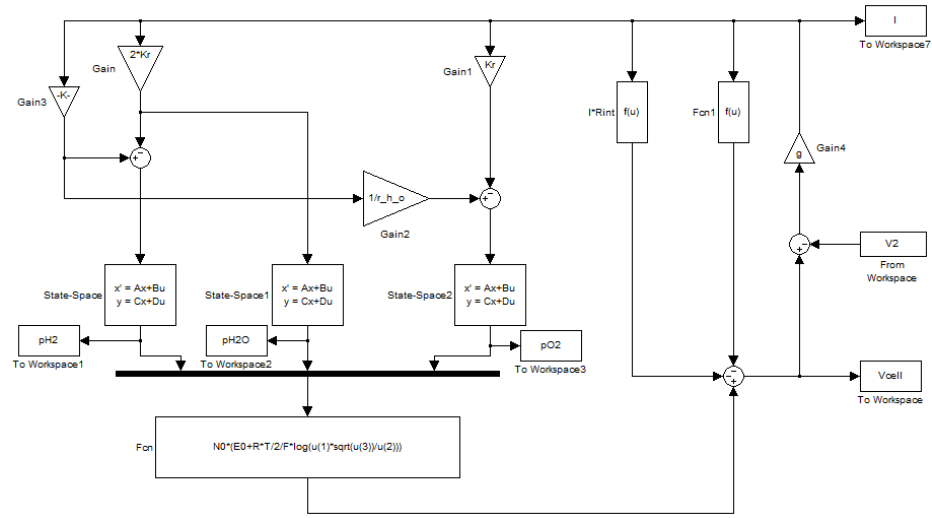 I
To Workspace7
2*Kr
Gain
-K-
Gain3
Kr
Gain1
I*Rint
f(u)
Fcn1
f(u)
g
Gain4
1/r_h_o
Gain2
V2
From
Workspace
State-Space
x' = Ax+Bu
y = Cx+Du
State-Space1
x' = Ax+Bu
y = Cx+Du
State-Space2
x' = Ax+Bu
y = Cx+Du
pH2
To Workspace1
pH2O
To Workspace2
pO2
To Workspace3
Vcell
To Workspace
Fcn
N0*(E0+R*T/2/F*log(u(1)*sqrt(u(3))/u(2)))